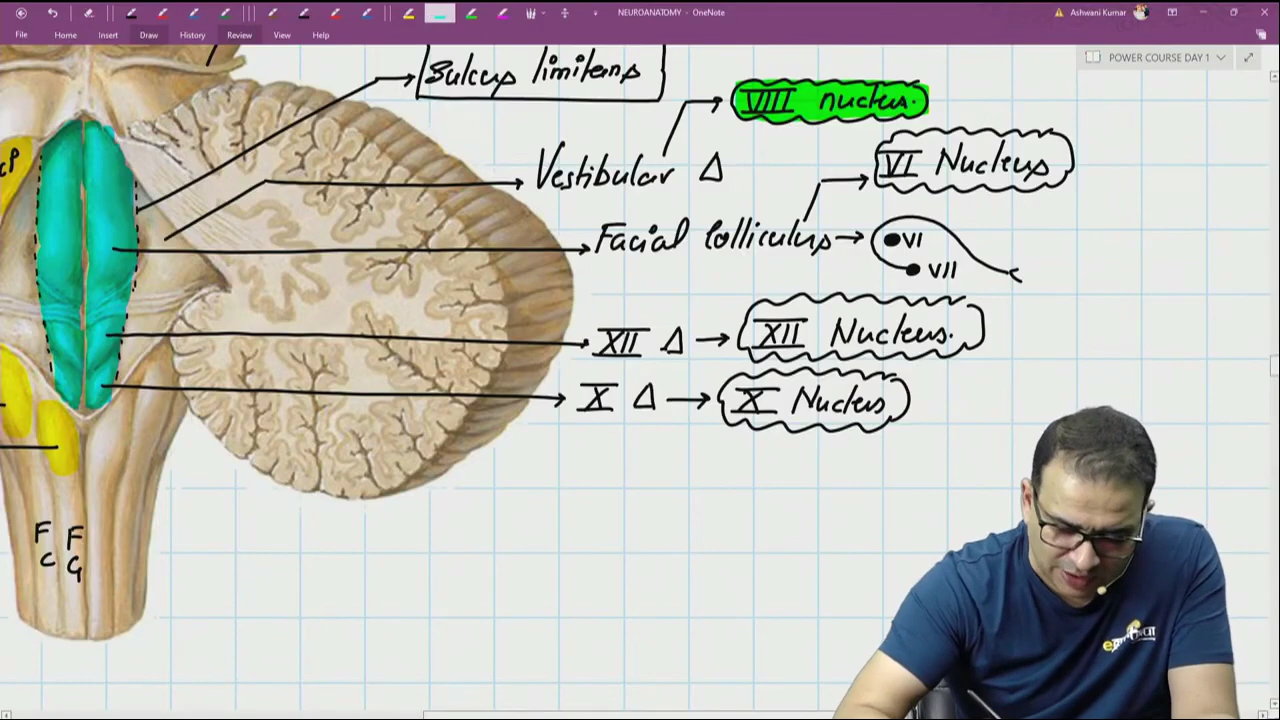 NEUROANATOMY - OneNote
Ashwani Kumar
File Home Insert Draw History Review View Help
POWER COURSE DAY 1
Sulcus limitans
VIII nucleus.
Vestibular Δ
VI Nucleus
Facial colliculus → VI
VII
XII Δ → XII Nucleus.
X Δ → X Nucleus
F F
C G